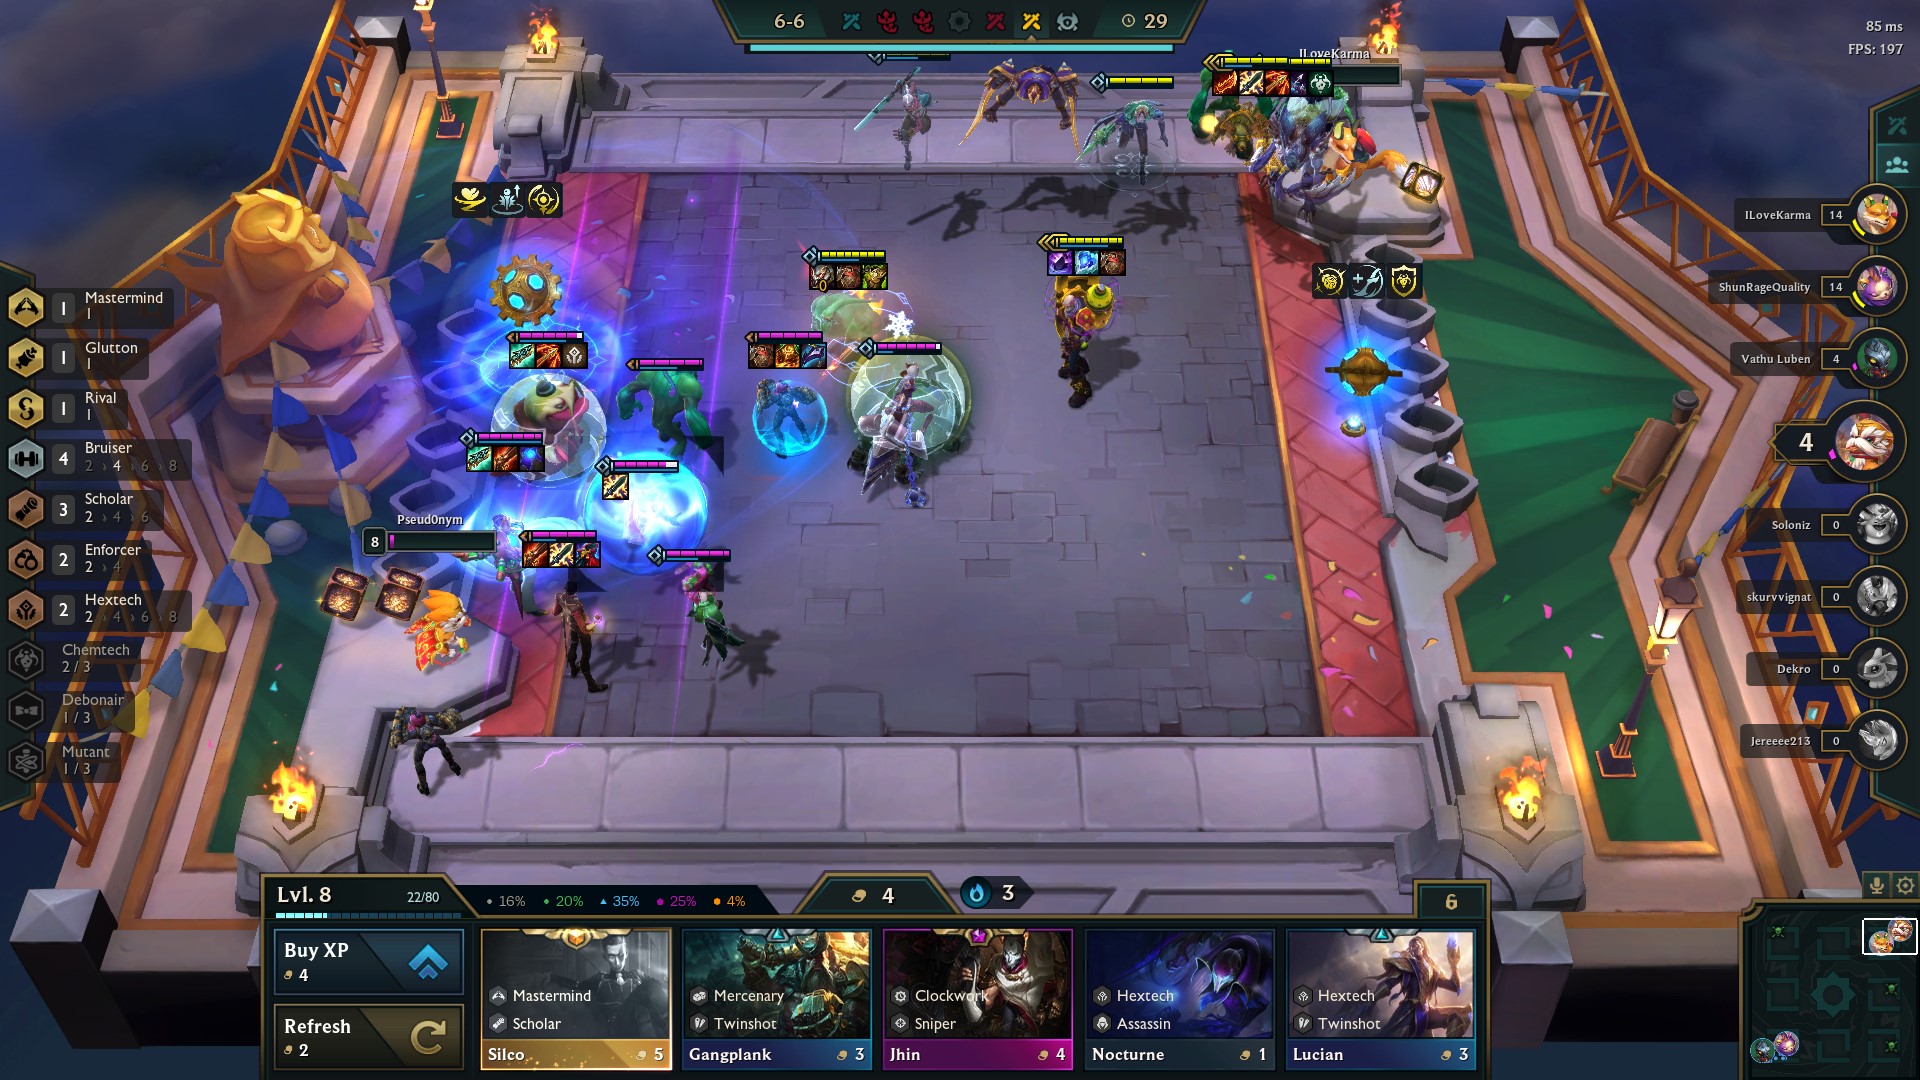 6-6
29
85 ms
FPS: 197
ILoveKarma
ILoveKarma 14
ShunRageQuality 14
Vathu Luben 4
4
Soloniz 0
skurvvignat 0
Dekro 0
Jereeee213 0
1 Mastermind
1
1 Glutton
1
1 Rival
1
4 Bruiser
2 › 4 › 6 › 8
3 Scholar
2 › 4 › 6
2 Enforcer
2 › 4
2 Hextech
2 › 4 › 6 › 8
Chemtech
2 / 3
Debonair
1 / 3
Mutant
1 / 3
Pseud0nym
8
Lvl. 8
22/80
16%
20%
35%
25%
4%
4
3
6
Buy XP
4
Refresh
2
Mastermind
Scholar
Silco 5
Mercenary
Twinshot
Gangplank 3
Clockwork
Sniper
Jhin 4
Hextech
Assassin
Nocturne 1
Hextech
Twinshot
Lucian 3